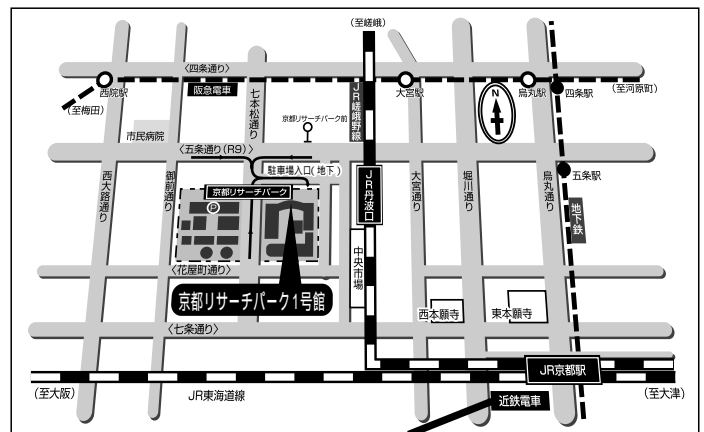 (至嵯峨)
〈四条通り〉
西院駅
阪急電車
大宮駅
烏丸駅
四条駅
(至河原町)
(至梅田)
七本松通り
JR嵯峨野線
N
京都リサーチパーク前
市民病院
〈五条通り(R9)〉
駐車場入口(地下)
西大路通り
御前通り
京都リサーチパーク
P
JR丹波口
大宮通り
堀川通り
烏丸通り
五条駅
地下鉄
中央市場
〈花屋町通り〉
京都リサーチパーク1号館
西本願寺
東本願寺
〈七条通り〉
JR京都駅
(至大阪)
JR東海道線
近鉄電車
(至大津)